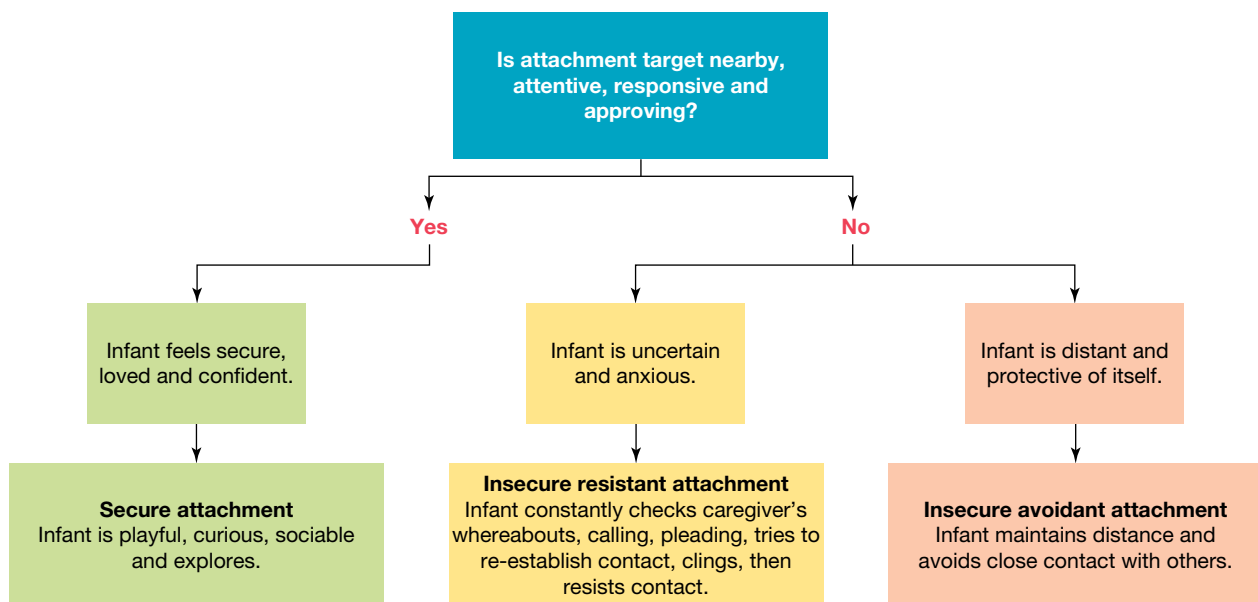 Is attachment target nearby,
attentive, responsive and
approving?
Yes
No
Infant feels secure,
loved and confident.
Infant is uncertain
and anxious.
Infant is distant and
protective of itself.
Secure attachment
Infant is playful, curious, sociable
and explores.
Insecure resistant attachment
Infant constantly checks caregiver’s
whereabouts, calling, pleading, tries to
re-establish contact, clings, then
resists contact.
Insecure avoidant attachment
Infant maintains distance and
avoids close contact with others.